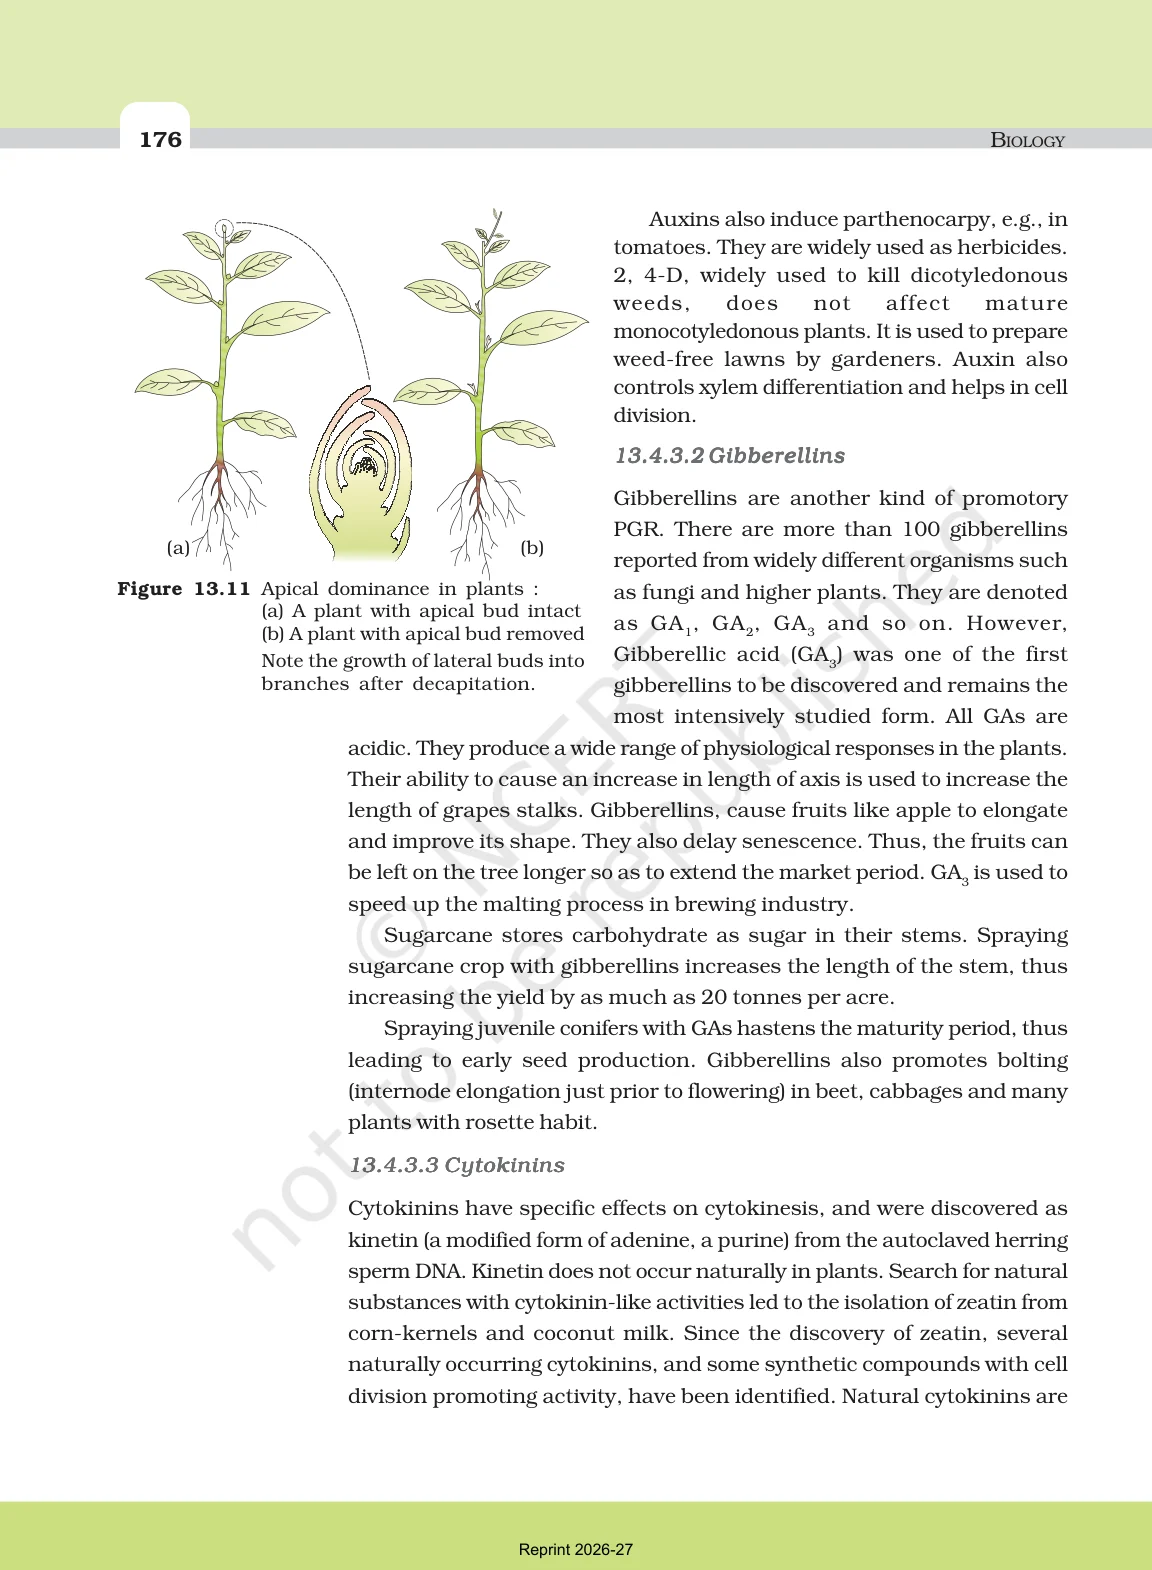 176
BIOLOGY
(a)
(b)
Figure 13.11 Apical dominance in plants :
(a) A plant with apical bud intact
(b) A plant with apical bud removed
Note the growth of lateral buds into
branches after decapitation.
Auxins also induce parthenocarpy, e.g., in
tomatoes. They are widely used as herbicides.
2, 4-D, widely used to kill dicotyledonous
weeds, does not affect mature
monocotyledonous plants. It is used to prepare
weed-free lawns by gardeners. Auxin also
controls xylem differentiation and helps in cell
division.
13.4.3.2 Gibberellins
Gibberellins are another kind of promotory
PGR. There are more than 100 gibberellins
reported from widely different organisms such
as fungi and higher plants. They are denoted
as GA₁, GA₂, GA₃ and so on. However,
Gibberellic acid (GA₃) was one of the first
gibberellins to be discovered and remains the
most intensively studied form. All GAs are
acidic. They produce a wide range of physiological responses in the plants.
Their ability to cause an increase in length of axis is used to increase the
length of grapes stalks. Gibberellins, cause fruits like apple to elongate
and improve its shape. They also delay senescence. Thus, the fruits can
be left on the tree longer so as to extend the market period. GA₃ is used to
speed up the malting process in brewing industry.
Sugarcane stores carbohydrate as sugar in their stems. Spraying
sugarcane crop with gibberellins increases the length of the stem, thus
increasing the yield by as much as 20 tonnes per acre.
Spraying juvenile conifers with GAs hastens the maturity period, thus
leading to early seed production. Gibberellins also promotes bolting
(internode elongation just prior to flowering) in beet, cabbages and many
plants with rosette habit.
13.4.3.3 Cytokinins
Cytokinins have specific effects on cytokinesis, and were discovered as
kinetin (a modified form of adenine, a purine) from the autoclaved herring
sperm DNA. Kinetin does not occur naturally in plants. Search for natural
substances with cytokinin-like activities led to the isolation of zeatin from
corn-kernels and coconut milk. Since the discovery of zeatin, several
naturally occurring cytokinins, and some synthetic compounds with cell
division promoting activity, have been identified. Natural cytokinins are
© NCERT
not to be republished
Reprint 2026-27